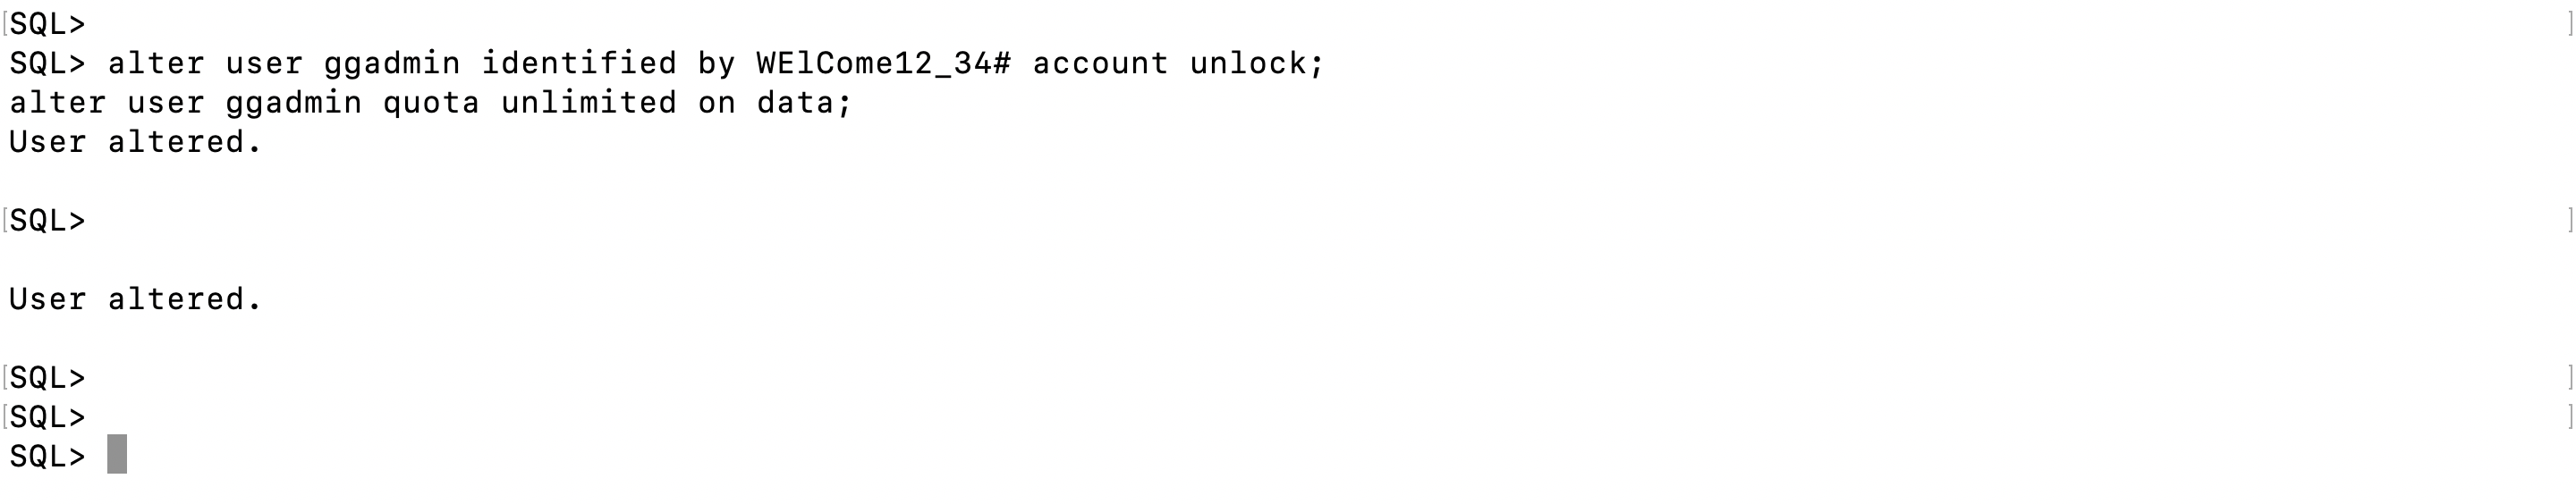 [SQL> ]
SQL> alter user ggadmin identified by WElCome12_34# account unlock;
alter user ggadmin quota unlimited on data;
User altered.
[SQL> ]
User altered.
[SQL> ]
[SQL> ]
SQL>